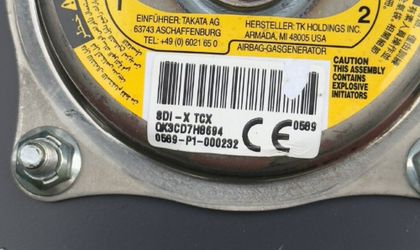 1
2
EINFÜHRER: TAKATA AG
63743 ASCHAFFENBURG
TEL: +49 (0) 6021 65 0
HERSTELLER: TK HOLDINGS INC.
ARMADA, MI 48005 USA
AIRBAG-GASGENERATOR
CAUTION
THIS ASSEMBLY
CONTAINS
EXPLOSIVE
INITIATORS
SDI-X TCX
QK3CD7H8694
0589-P1-000232
CE 0589